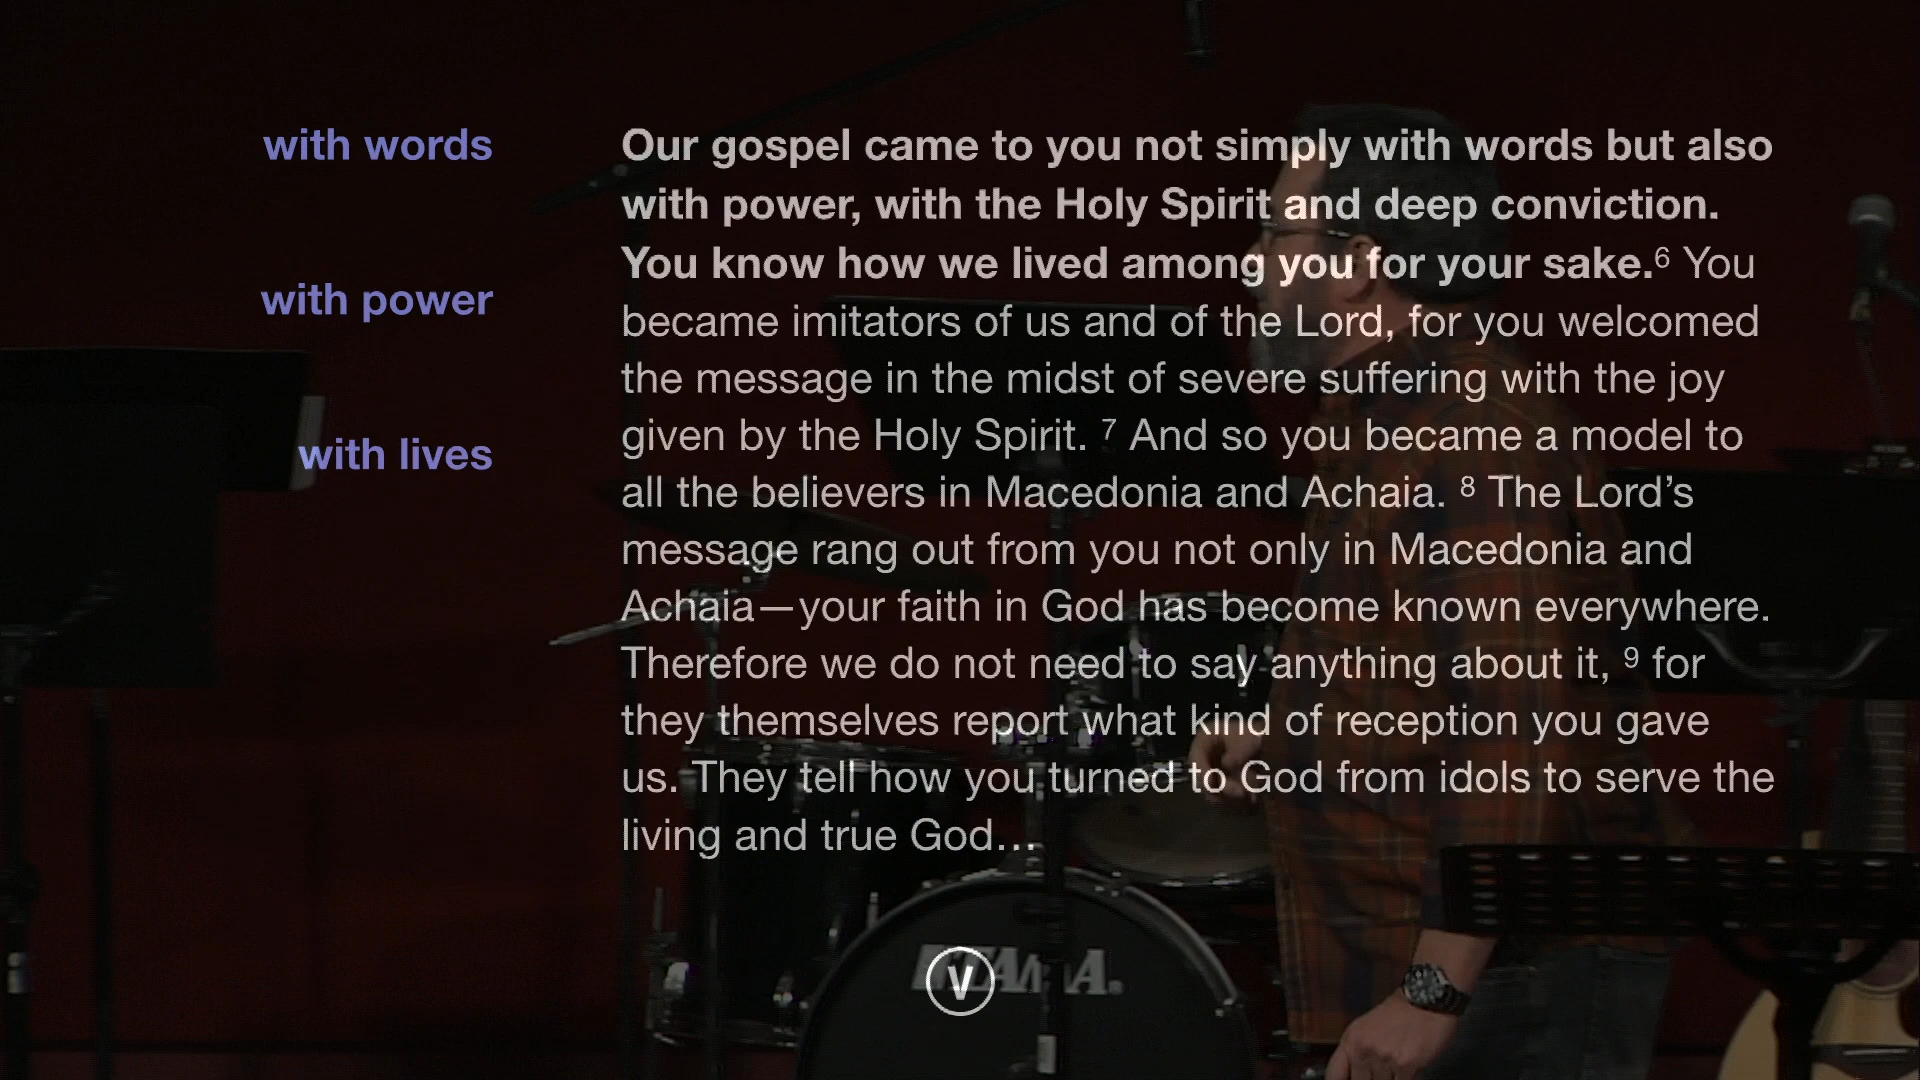 with words
with power
with lives
Our gospel came to you not simply with words but also
with power, with the Holy Spirit and deep conviction.
You know how we lived among you for your sake.⁶ You
became imitators of us and of the Lord, for you welcomed
the message in the midst of severe suffering with the joy
given by the Holy Spirit. ⁷ And so you became a model to
all the believers in Macedonia and Achaia. ⁸ The Lord’s
message rang out from you not only in Macedonia and
Achaia—your faith in God has become known everywhere.
Therefore we do not need to say anything about it, ⁹ for
they themselves report what kind of reception you gave
us. They tell how you turned to God from idols to serve the
living and true God…
V
TAMA.